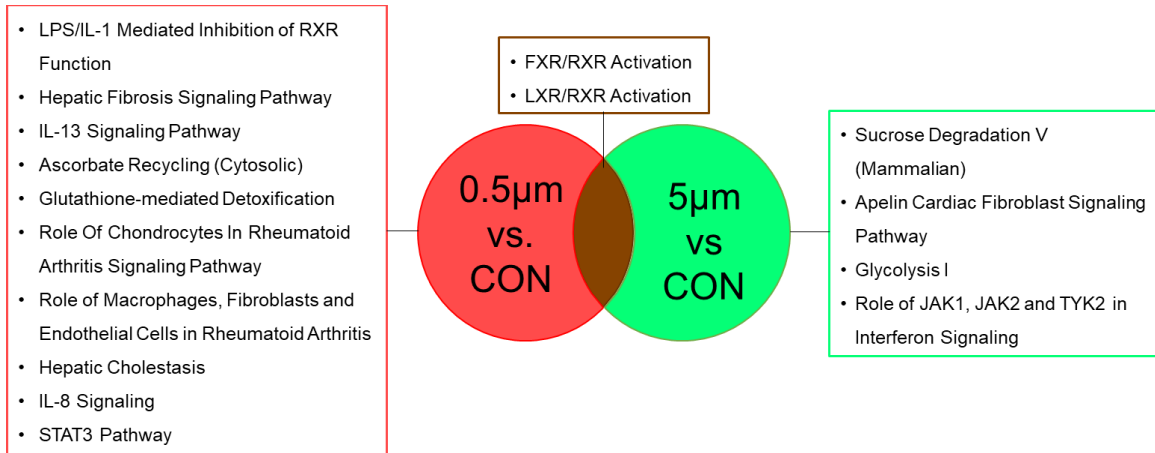 • LPS/IL-1 Mediated Inhibition of RXR
Function
• Hepatic Fibrosis Signaling Pathway
• IL-13 Signaling Pathway
• Ascorbate Recycling (Cytosolic)
• Glutathione-mediated Detoxification
• Role Of Chondrocytes In Rheumatoid
Arthritis Signaling Pathway
• Role of Macrophages, Fibroblasts and
Endothelial Cells in Rheumatoid Arthritis
• Hepatic Cholestasis
• IL-8 Signaling
• STAT3 Pathway
• FXR/RXR Activation
• LXR/RXR Activation
0.5µm
vs.
CON
5µm
vs
CON
• Sucrose Degradation V
(Mammalian)
• Apelin Cardiac Fibroblast Signaling
Pathway
• Glycolysis I
• Role of JAK1, JAK2 and TYK2 in
Interferon Signaling